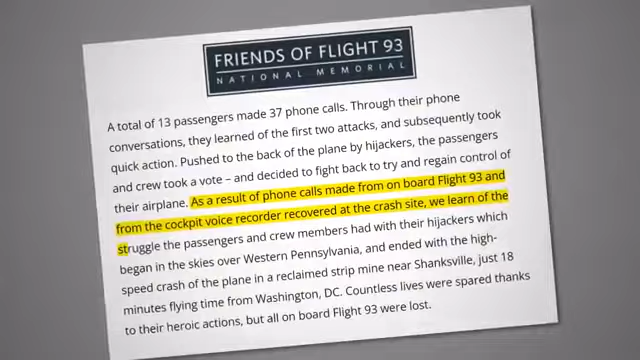 FRIENDS OF FLIGHT 93
NATIONAL MEMORIAL
A total of 13 passengers made 37 phone calls. Through their phone
conversations, they learned of the first two attacks, and subsequently took
quick action. Pushed to the back of the plane by hijackers, the passengers
and crew took a vote – and decided to fight back to try and regain control of
their airplane. As a result of phone calls made from on board Flight 93 and
from the cockpit voice recorder recovered at the crash site, we learn of the
struggle the passengers and crew members had with their hijackers which
began in the skies over Western Pennsylvania, and ended with the high-
speed crash of the plane in a reclaimed strip mine near Shanksville, just 18
minutes flying time from Washington, DC. Countless lives were spared thanks
to their heroic actions, but all on board Flight 93 were lost.